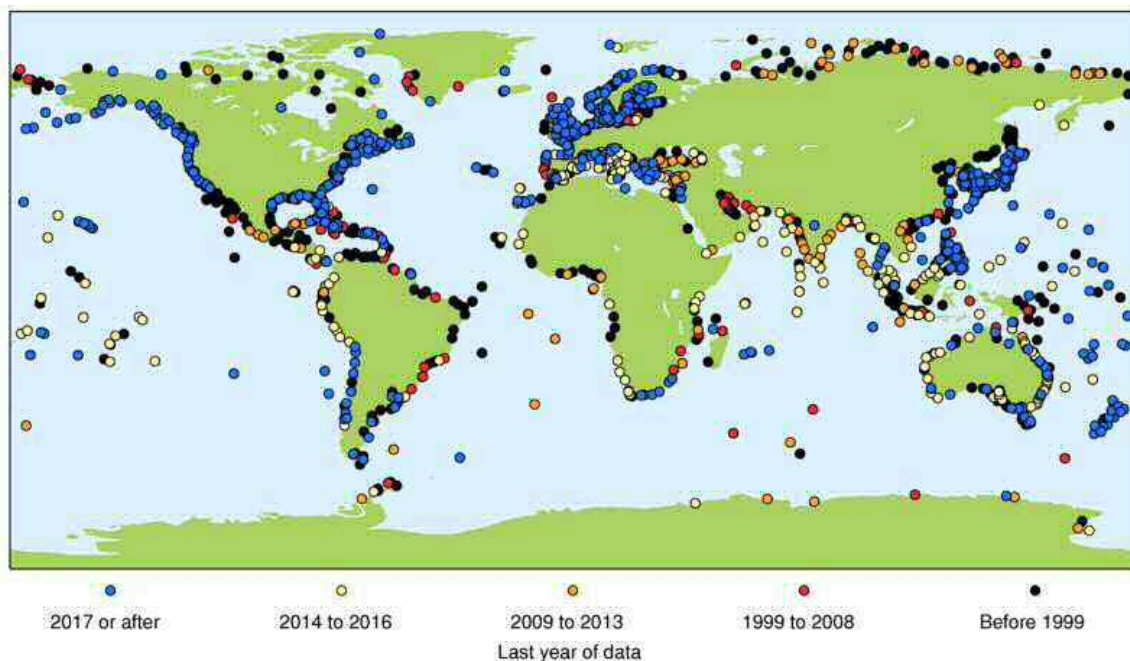 2017 or after
2014 to 2016
2009 to 2013
1999 to 2008
Before 1999
Last year of data